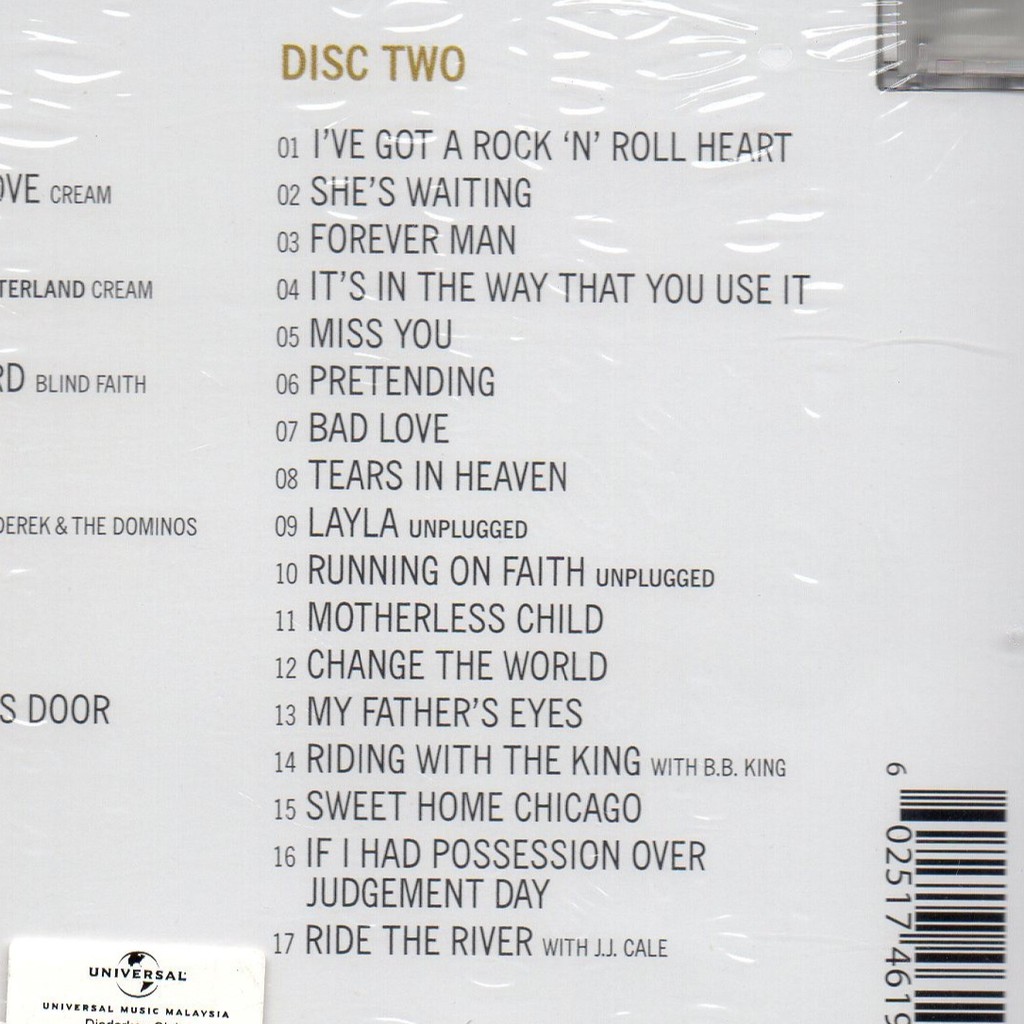 DISC TWO
01 I'VE GOT A ROCK 'N' ROLL HEART
02 SHE'S WAITING
03 FOREVER MAN
04 IT'S IN THE WAY THAT YOU USE IT
05 MISS YOU
06 PRETENDING
07 BAD LOVE
08 TEARS IN HEAVEN
09 LAYLA UNPLUGGED
10 RUNNING ON FAITH UNPLUGGED
11 MOTHERLESS CHILD
12 CHANGE THE WORLD
13 MY FATHER'S EYES
14 RIDING WITH THE KING WITH B.B. KING
15 SWEET HOME CHICAGO
16 IF I HAD POSSESSION OVER
JUDGEMENT DAY
17 RIDE THE RIVER WITH J.J. CALE
OVE CREAM
TERLAND CREAM
RD BLIND FAITH
DEREK & THE DOMINOS
S DOOR
UNIVERSAL
UNIVERSAL MUSIC MALAYSIA
6 02517 4619